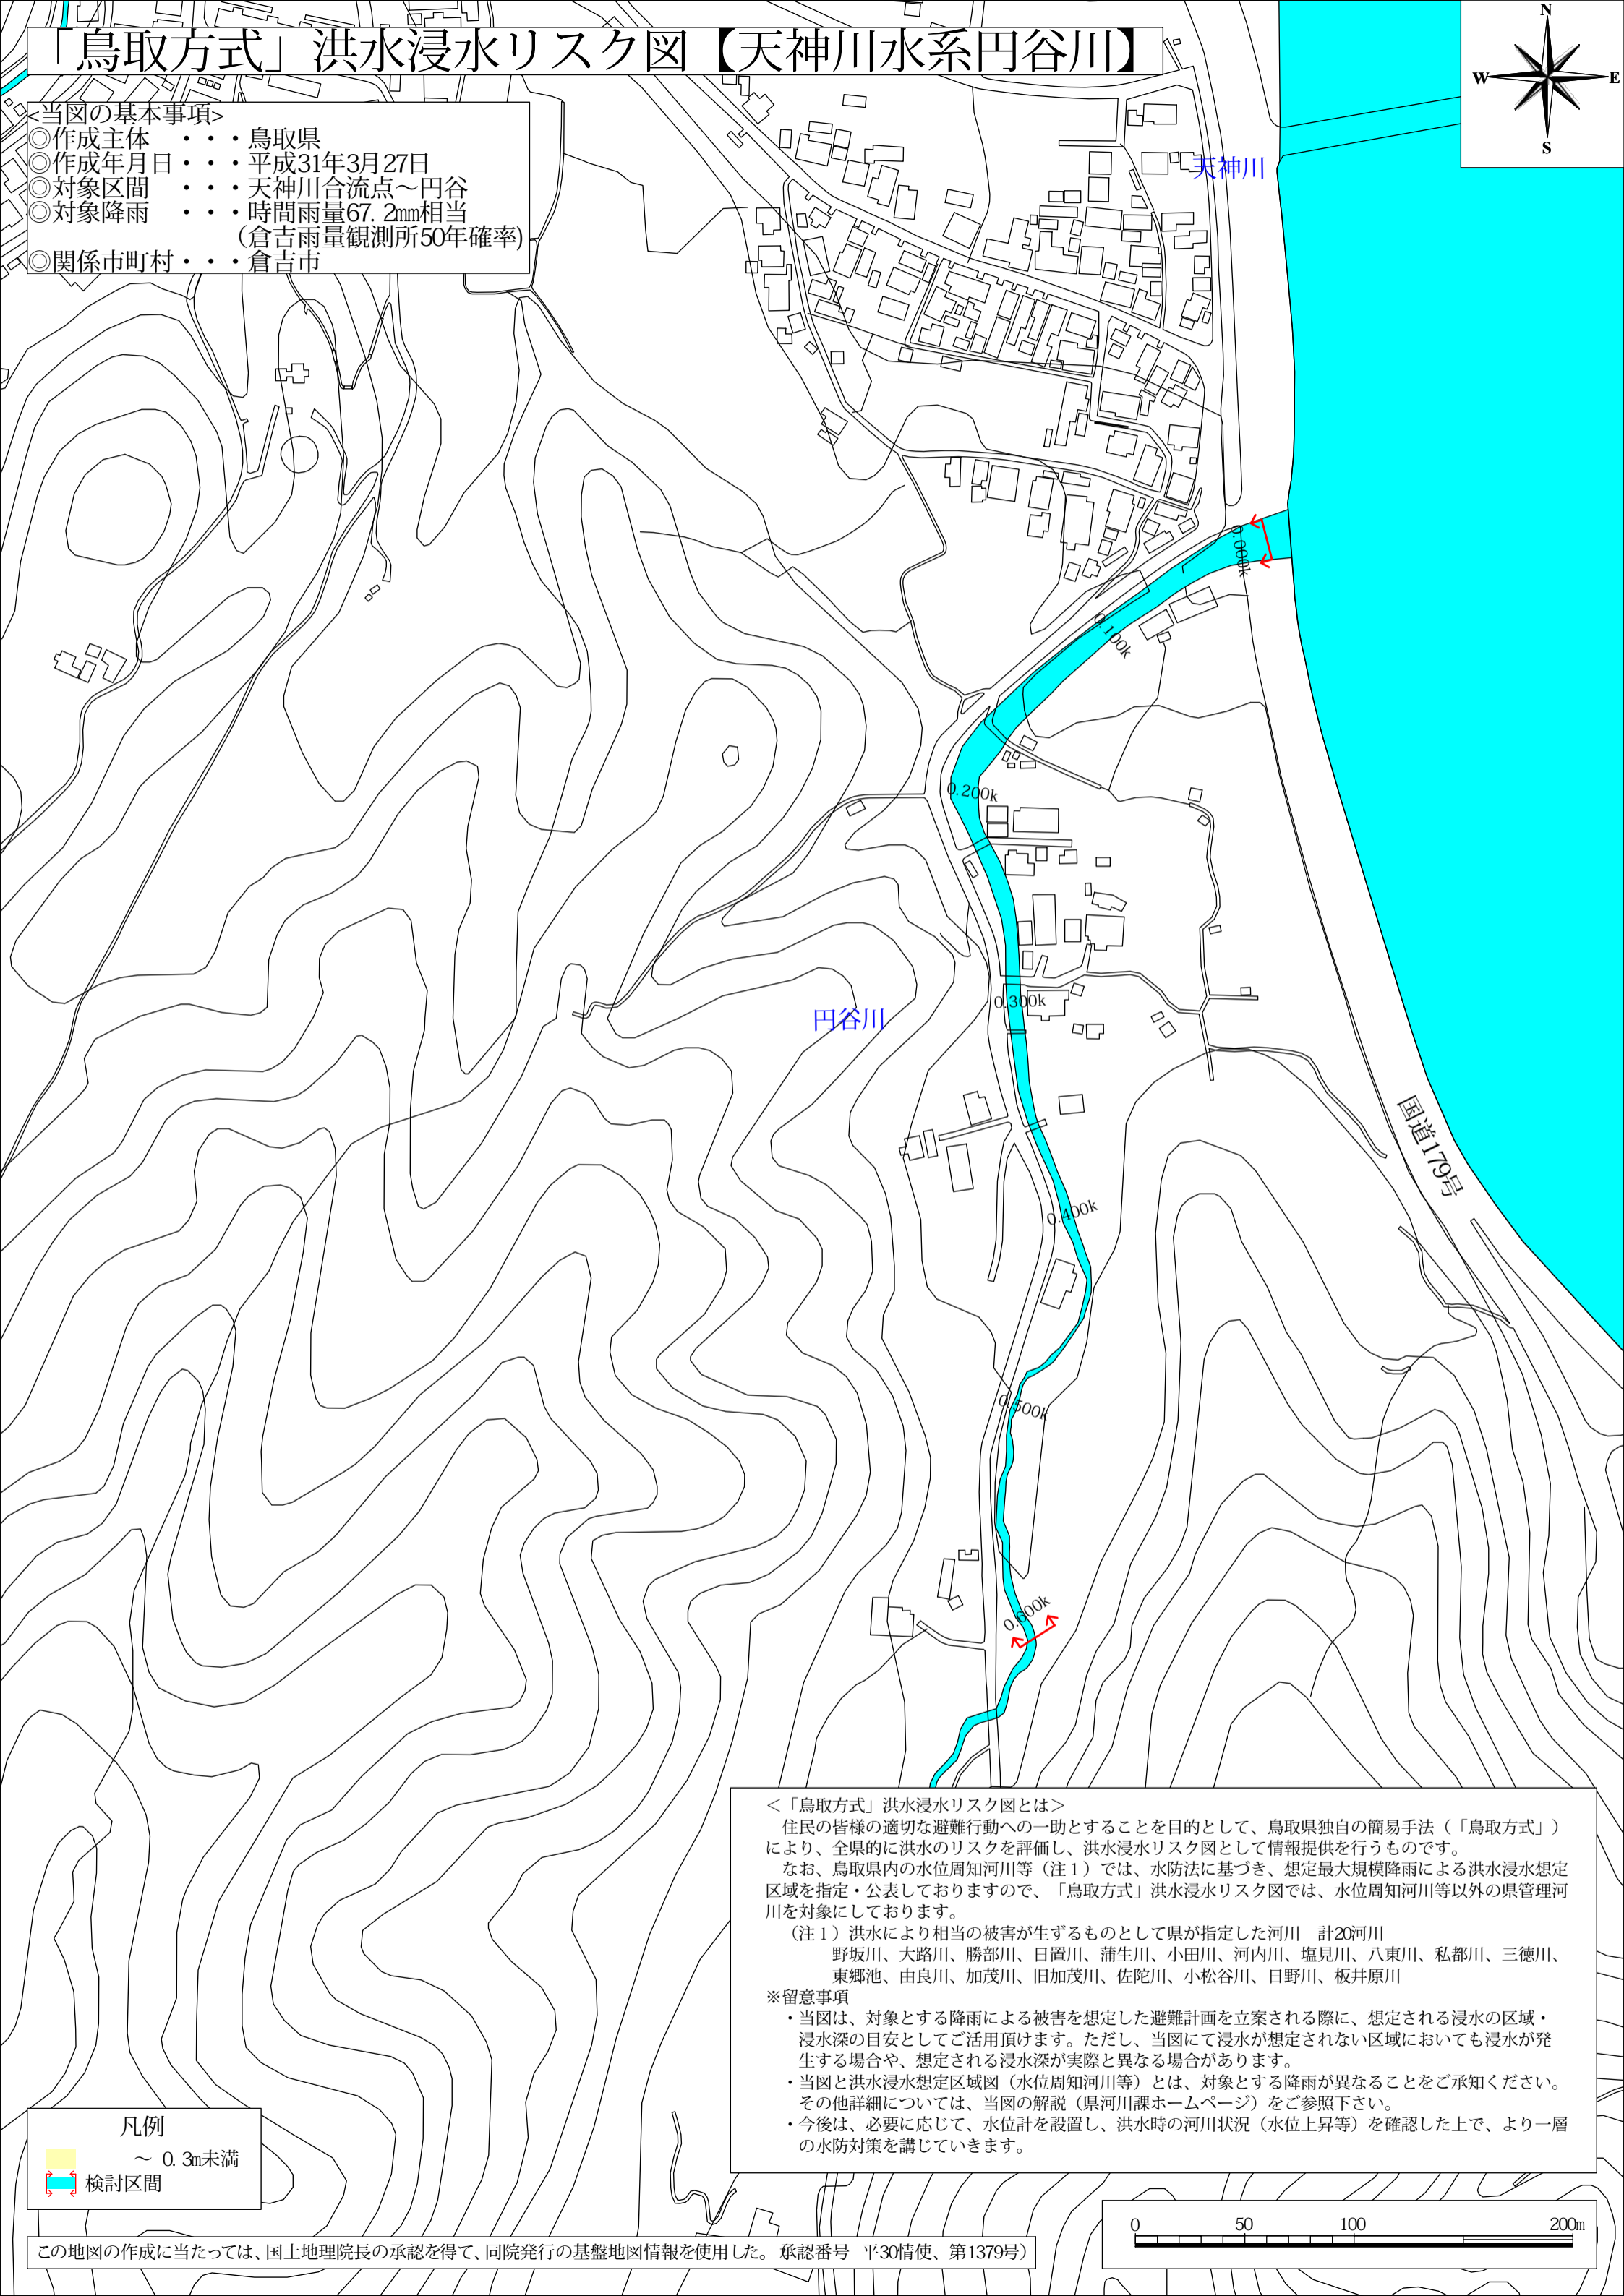 「鳥取方式」洪水浸水リスク図【天神川水系円谷川】
N
W
E
S
<当図の基本事項>
◎作成主体　・・・鳥取県
◎作成年月日・・・平成31年3月27日
◎対象区間　・・・天神川合流点～円谷
◎対象降雨　・・・時間雨量67.2㎜相当
（倉吉雨量観測所50年確率)
◎関係市町村・・・倉吉市
天神川
0.000k
0.100k
0.200k
0.300k
円谷川
国道179号
0.400k
0.500k
0.600k
＜「鳥取方式」洪水浸水リスク図とは＞
　住民の皆様の適切な避難行動への一助とすることを目的として、鳥取県独自の簡易手法（「鳥取方式」）
により、全県的に洪水のリスクを評価し、洪水浸水リスク図として情報提供を行うものです。
　なお、鳥取県内の水位周知河川等（注１）では、水防法に基づき、想定最大規模降雨による洪水浸水想定
区域を指定・公表しておりますので、「鳥取方式」洪水浸水リスク図では、水位周知河川等以外の県管理河
川を対象にしております。
（注１）洪水により相当の被害が生ずるものとして県が指定した河川　計20河川
野坂川、大路川、勝部川、日置川、蒲生川、小田川、河内川、塩見川、八東川、私都川、三徳川、
東郷池、由良川、加茂川、旧加茂川、佐陀川、小松谷川、日野川、板井原川
※留意事項
・当図は、対象とする降雨による被害を想定した避難計画を立案される際に、想定される浸水の区域・
浸水深の目安としてご活用頂けます。ただし、当図にて浸水が想定されない区域においても浸水が発
生する場合や、想定される浸水深が実際と異なる場合があります。
・当図と洪水浸水想定区域図（水位周知河川等）とは、対象とする降雨が異なることをご承知ください。
その他詳細については、当図の解説（県河川課ホームページ）をご参照下さい。
・今後は、必要に応じて、水位計を設置し、洪水時の河川状況（水位上昇等）を確認した上で、より一層
の水防対策を講じていきます。
凡例
～ 0.3m未満
検討区間
0 50 100 200m
この地図の作成に当たっては、国土地理院長の承認を得て、同院発行の基盤地図情報を使用した。（承認番号　平30情使、第1379号）